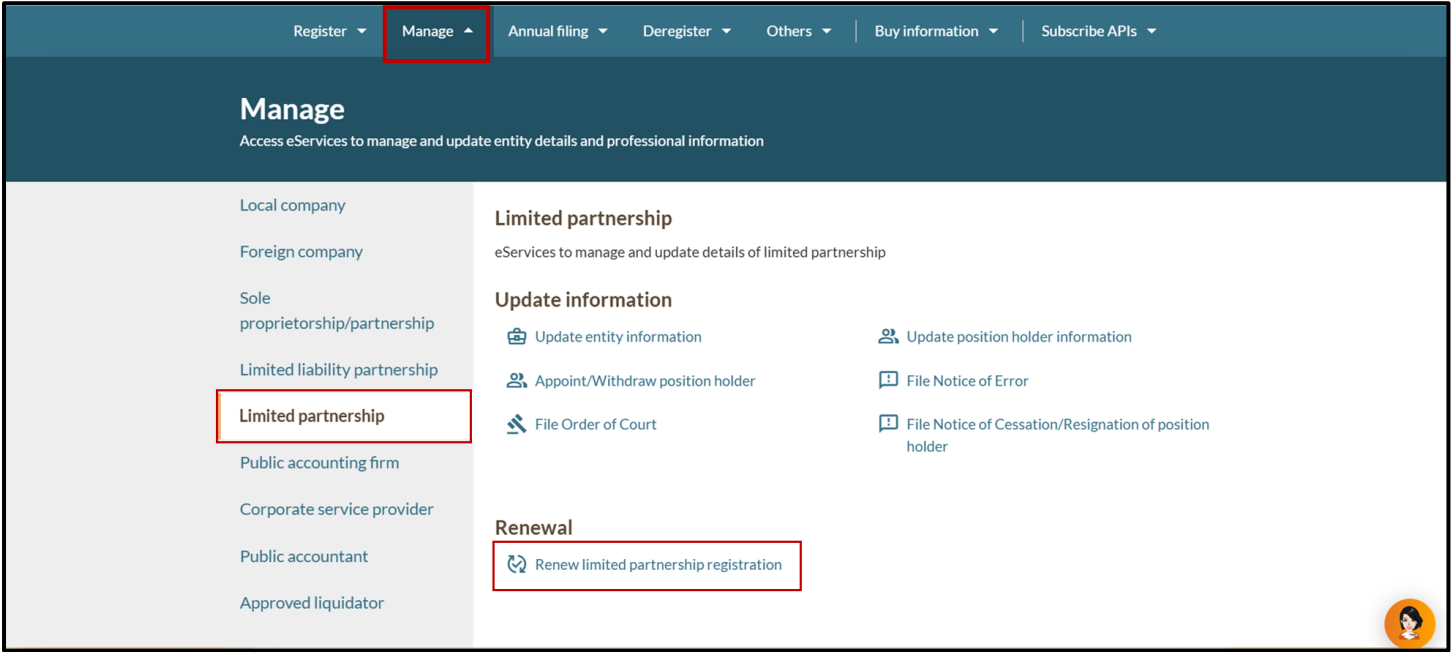 Register Manage Annual filing Deregister Others Buy information Subscribe APIs
Manage
Access eServices to manage and update entity details and professional information
Local company
Foreign company
Sole
proprietorship/partnership
Limited liability partnership
Limited partnership
Public accounting firm
Corporate service provider
Public accountant
Approved liquidator
Limited partnership
eServices to manage and update details of limited partnership
Update information
Update entity information
Update position holder information
Appoint/Withdraw position holder
File Notice of Error
File Order of Court
File Notice of Cessation/Resignation of position
holder
Renewal
Renew limited partnership registration